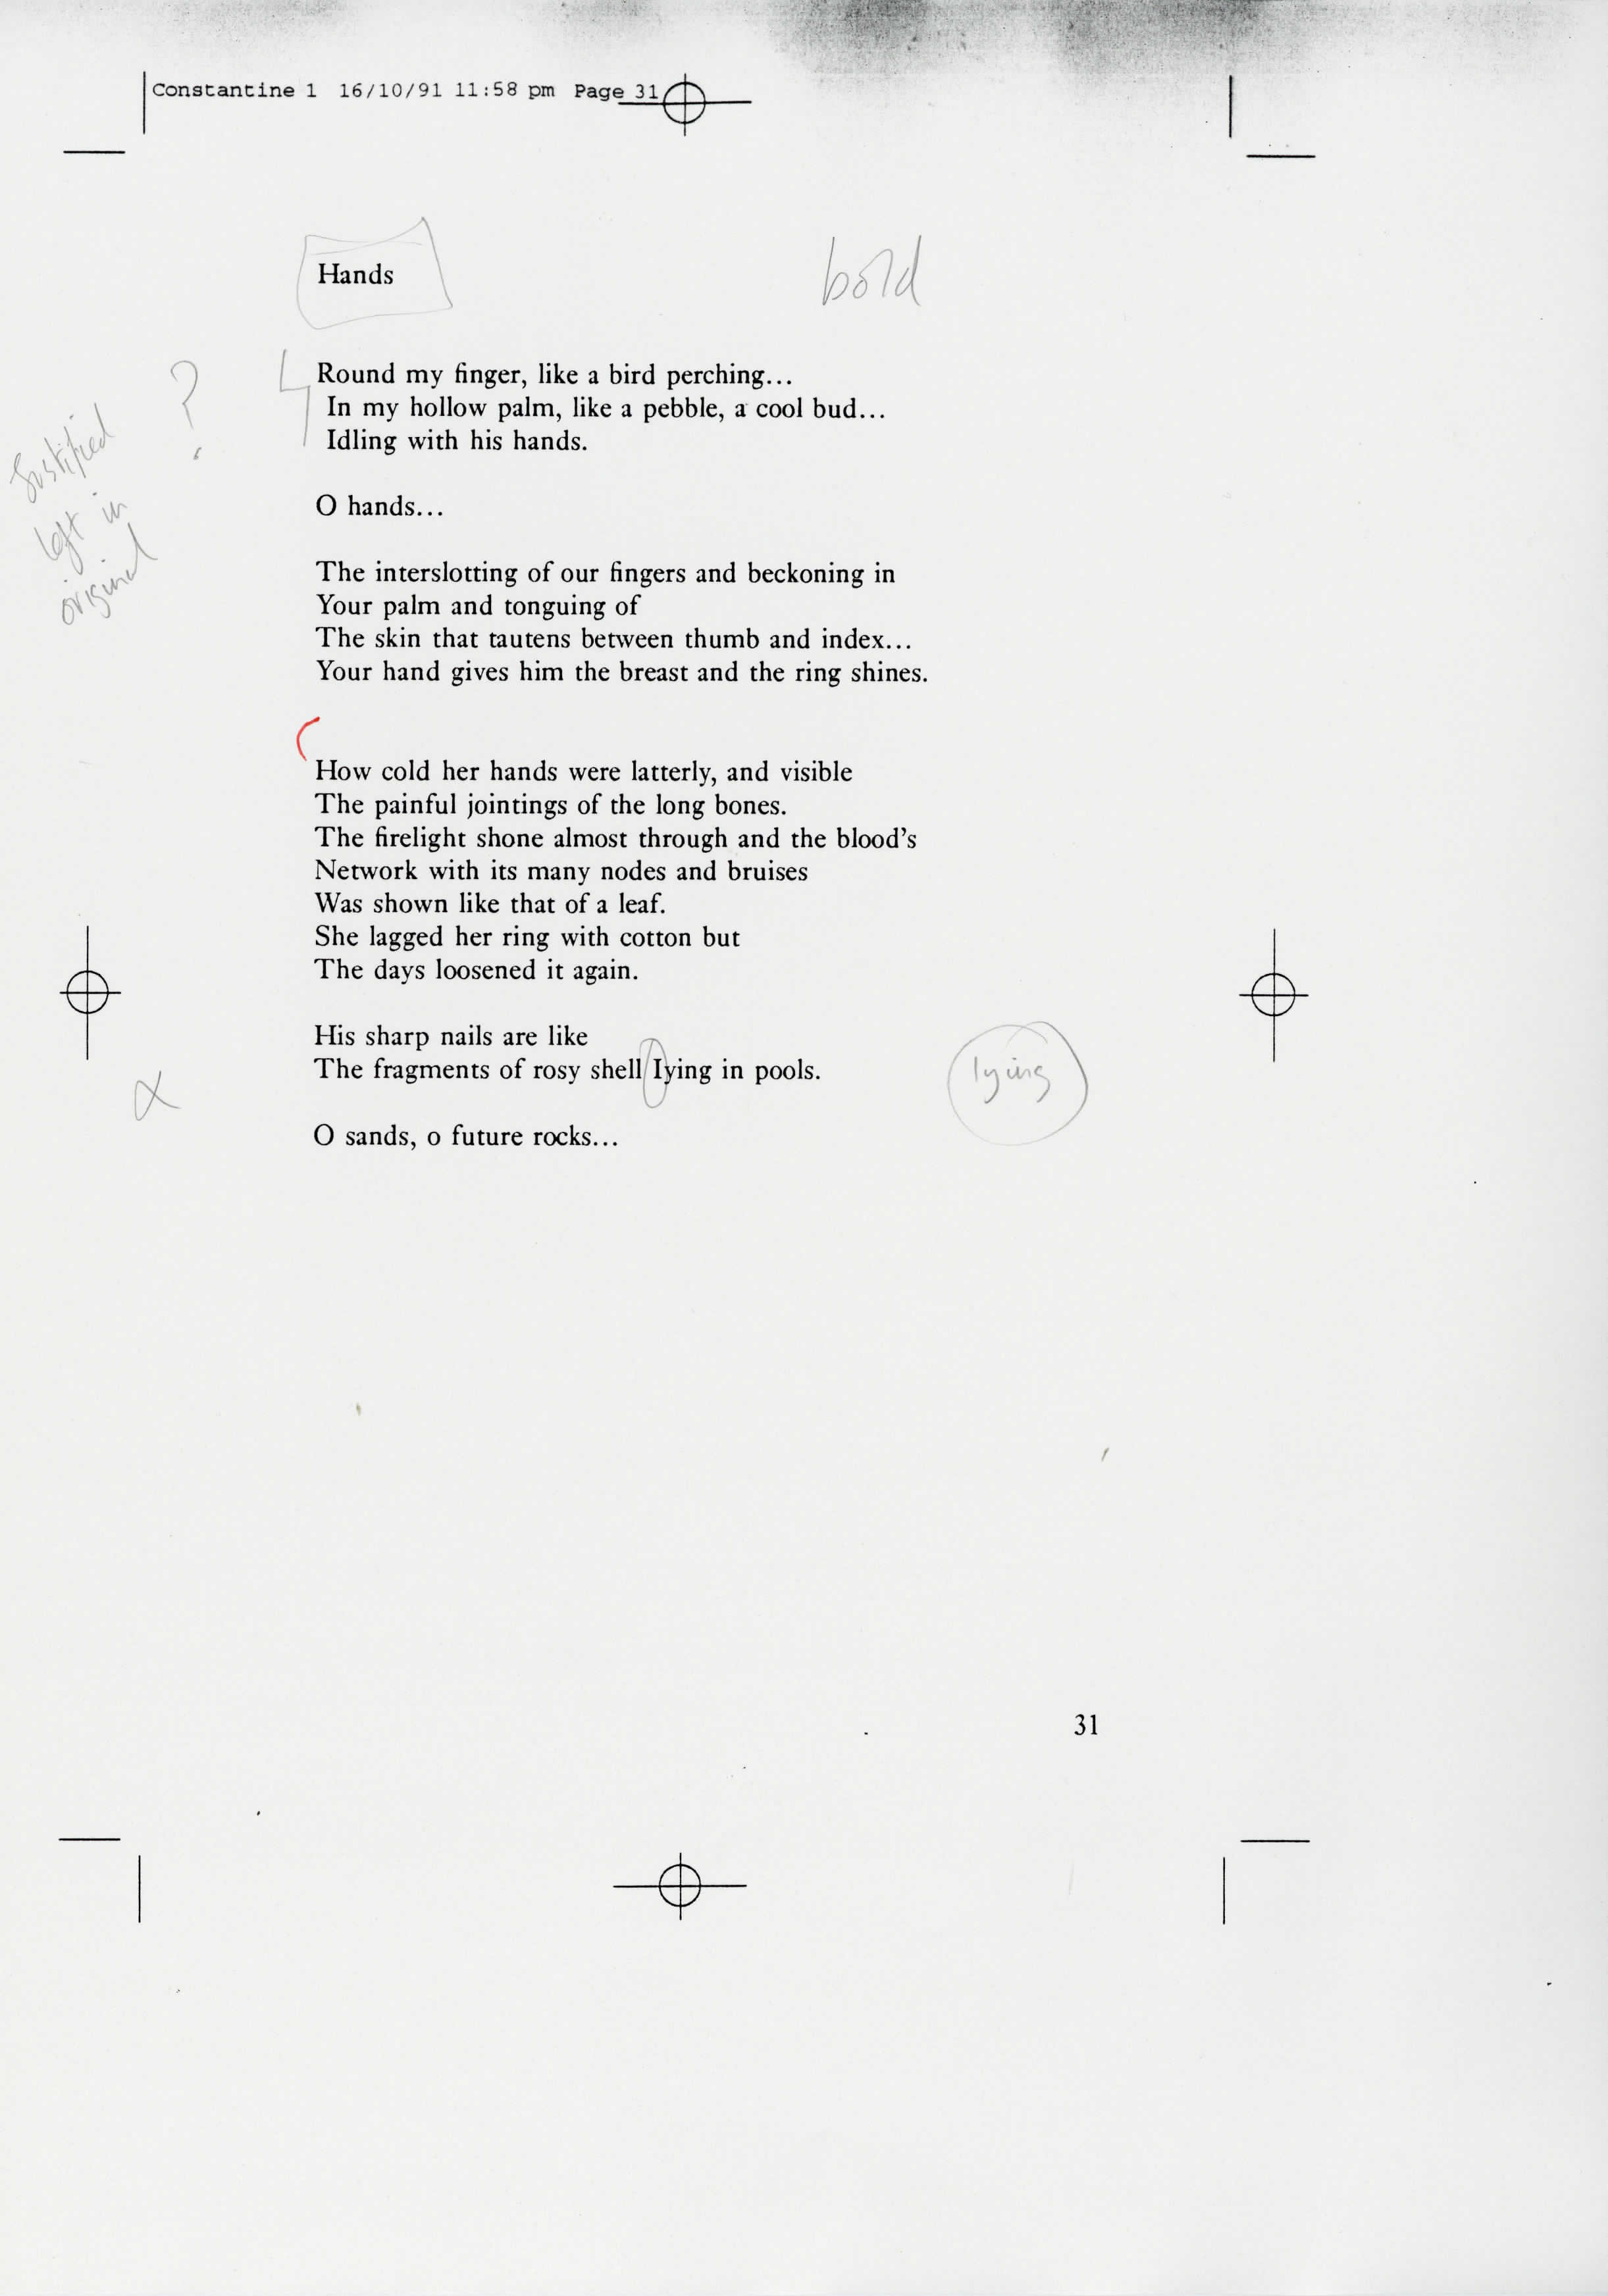 Constantine 1 16/10/91 11:58 pm Page 31
Hands
bold
Round my finger, like a bird perching...
In my hollow palm, like a pebble, a cool bud...
Idling with his hands.
?
Justified
left in
original
O hands...
The interslotting of our fingers and beckoning in
Your palm and tonguing of
The skin that tautens between thumb and index...
Your hand gives him the breast and the ring shines.
How cold her hands were latterly, and visible
The painful jointings of the long bones.
The firelight shone almost through and the blood's
Network with its many nodes and bruises
Was shown like that of a leaf.
She lagged her ring with cotton but
The days loosened it again.
His sharp nails are like
The fragments of rosy shell Iying in pools.
lying
O sands, o future rocks...
31